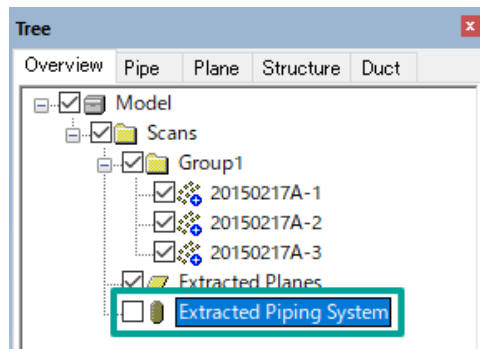 Tree
Overview Pipe Plane Structure Duct
Model
Scans
Group1
20150217A-1
20150217A-2
20150217A-3
Extracted Planes
Extracted Piping System